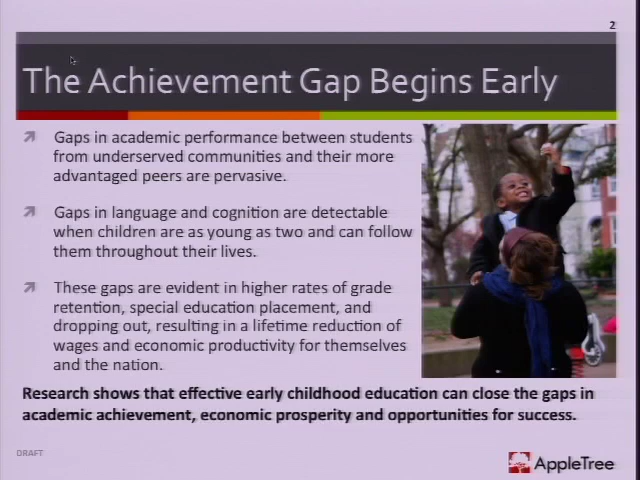 2
The Achievement Gap Begins Early
Gaps in academic performance between students
from underserved communities and their more
advantaged peers are pervasive.
Gaps in language and cognition are detectable
when children are as young as two and can follow
them throughout their lives.
These gaps are evident in higher rates of grade
retention, special education placement, and
dropping out, resulting in a lifetime reduction of
wages and economic productivity for themselves
and the nation.
Research shows that effective early childhood education can close the gaps in
academic achievement, economic prosperity and opportunities for success.
DRAFT
AppleTree